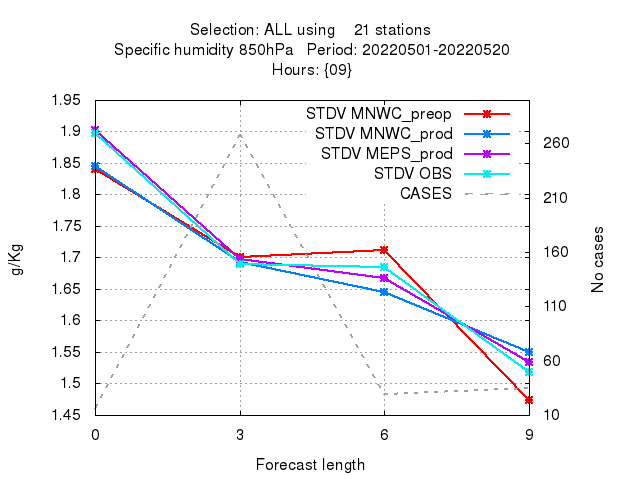 Selection: ALL using 21 stations
Specific humidity 850hPa Period: 20220501-20220520
Hours: {09}
1.95
1.9
1.85
1.8
1.75
1.7
1.65
1.6
1.55
1.5
1.45
g/Kg
STDV MNWC_preop
STDV MNWC_prod
STDV MEPS_prod
STDV OBS
CASES
260
210
160
110
60
10
No cases
0 3 6 9
Forecast length